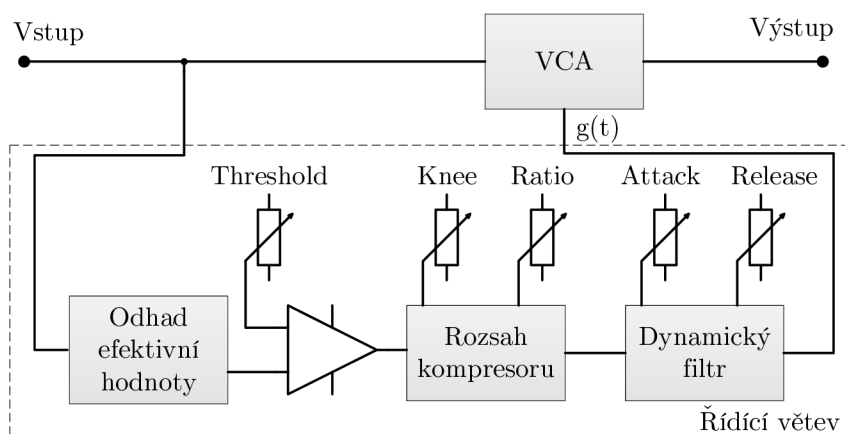 Vstup
VCA
Výstup
g(t)
Threshold
Knee
Ratio
Attack
Release
Odhad
efektivní
hodnoty
Rozsah
kompresoru
Dynamický
filtr
Řídící větev